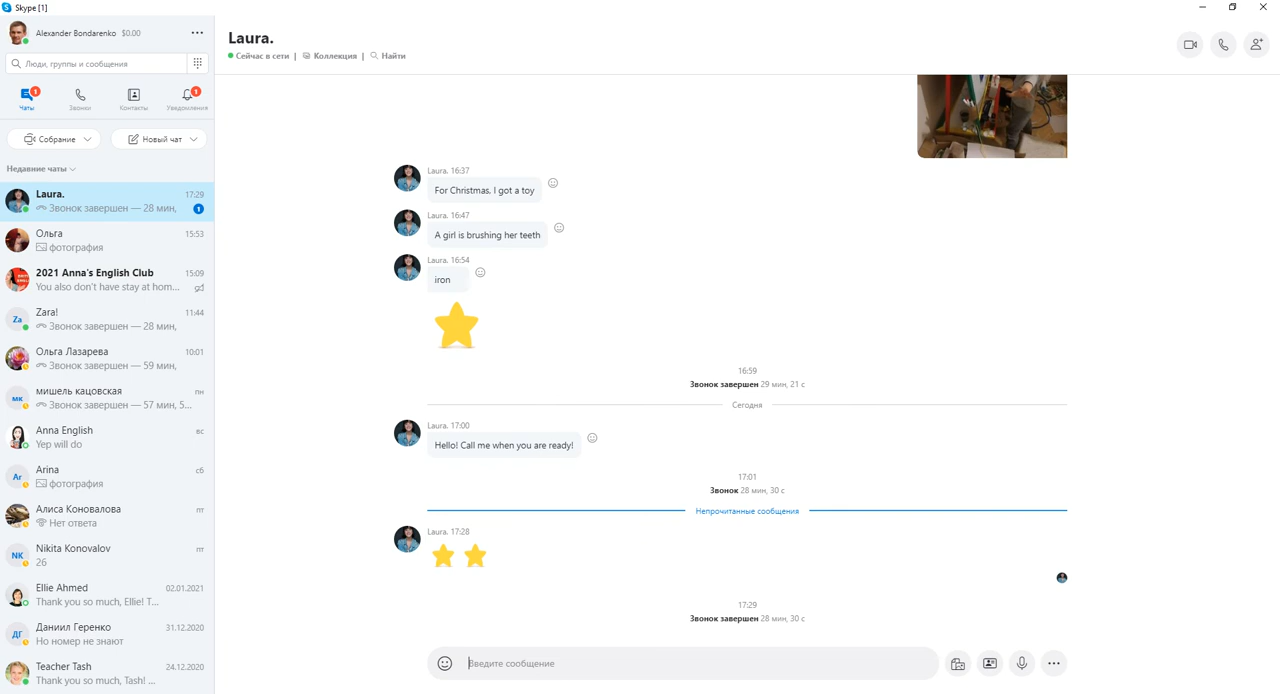 Skype [1]
Alexander Bondarenko $0.00
Люди, группы и сообщения
1
1
Чаты Звонки Контакты Уведомления
Собрание Новый чат
Недавние чаты
Laura. 17:29
Звонок завершен — 28 мин, 1
Ольга 15:53
фотография
2021 Anna's English Club 15:09
You also don't have stay at hom...
Za Zara! 11:44
Звонок завершен — 28 мин,
Ольга Лазарева 10:01
Звонок завершен — 59 мин,
мк мишель кацовская пн
Звонок завершен — 57 мин, 5...
Anna English вс
Yep will do
Ar Arina сб
фотография
Алиса Коновалова пт
Нет ответа
NK Nikita Konovalov пт
26
Ellie Ahmed 02.01.2021
Thank you so much, Ellie! T...
ДГ Даниил Геренко 31.12.2020
Но номер не знают
Teacher Tash 24.12.2020
Thank you so much, Tash! ...
Laura.
Сейчас в сети | Коллекция | Найти
Laura. 16:37
For Christmas, I got a toy
Laura. 16:47
A girl is brushing her teeth
Laura. 16:54
iron
16:59
Звонок завершен 29 мин, 21 с
Сегодня
Laura. 17:00
Hello! Call me when you are ready!
17:01
Звонок 28 мин, 30 с
Непрочитанные сообщения
Laura. 17:28
17:29
Звонок завершен 28 мин, 30 с
Введите сообщение